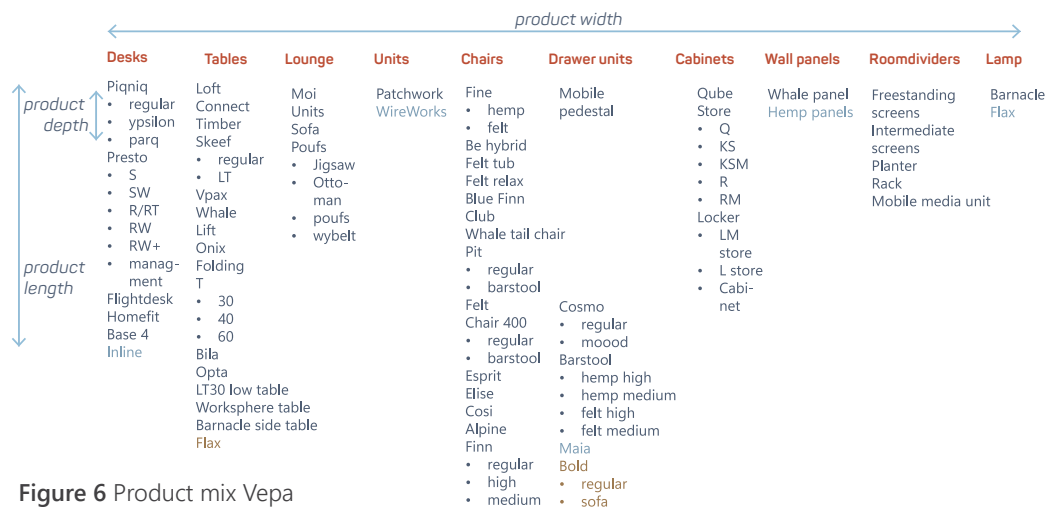 product width
product depth
product length
Desks
Piqniq
• regular
• ypsilon
• parq
Presto
• S
• SW
• R/RT
• RW
• RW+
• manag-
ment
Flightdesk
Homefit
Base 4
Inline
Tables
Loft
Connect
Timber
Skeef
• regular
• LT
Vpax
Whale
Lift
Onix
Folding
T
• 30
• 40
• 60
Bila
Opta
LT30 low table
Worksphere table
Barnacle side table
Flax
Lounge
Moi
Units
Sofa
Poufs
• Jigsaw
• Otto-
man
• poufs
• wybelt
Units
Patchwork
WireWorks
Chairs
Fine
• hemp
• felt
Be hybrid
Felt tub
Felt relax
Blue Finn
Club
Whale tail chair
Pit
• regular
• barstool
Felt
Chair 400
• regular
• barstool
Esprit
Elise
Cosi
Alpine
Finn
• regular
• high
• medium
Drawer units
Mobile
pedestal
Cosmo
• regular
• moood
Barstool
• hemp high
• hemp medium
• felt high
• felt medium
Maia
Bold
• regular
• sofa
Cabinets
Qube
Store
• Q
• KS
• KSM
• R
• RM
Locker
• LM
store
• L store
• Cabi-
net
Wall panels
Whale panel
Hemp panels
Roomdividers
Freestanding
screens
Intermediate
screens
Planter
Rack
Mobile media unit
Lamp
Barnacle
Flax
Figure 6 Product mix Vepa